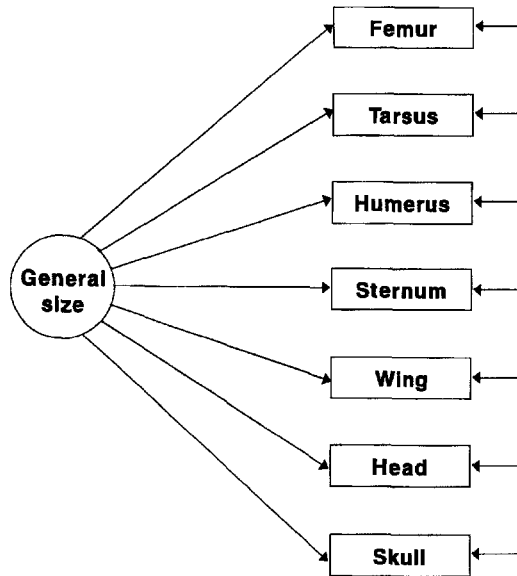 Femur
Tarsus
Humerus
General
size
Sternum
Wing
Head
Skull